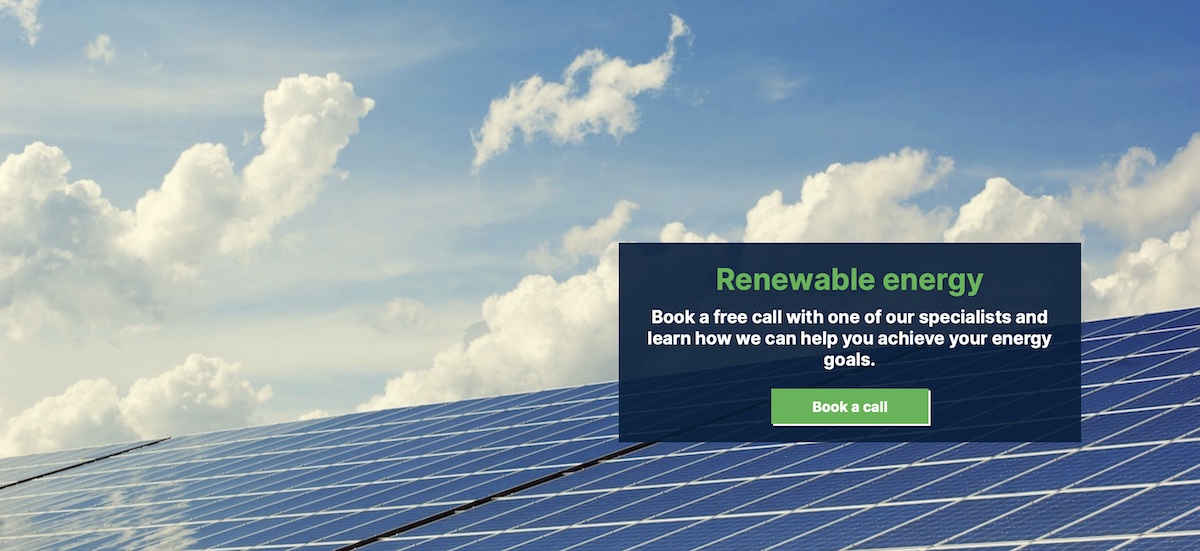 Renewable energy
Book a free call with one of our specialists and
learn how we can help you achieve your energy
goals.
Book a call